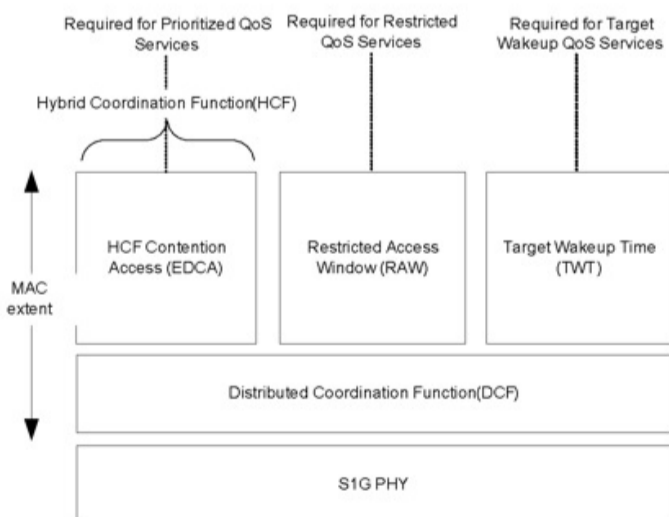 Required for Prioritized QoS
Services
Required for Restricted
QoS Services
Required for Target
Wakeup QoS Services
Hybrid Coordination Function(HCF)
MAC
extent
HCF Contention
Access (EDCA)
Restricted Access
Window (RAW)
Target Wakeup Time
(TWT)
Distributed Coordination Function(DCF)
S1G PHY